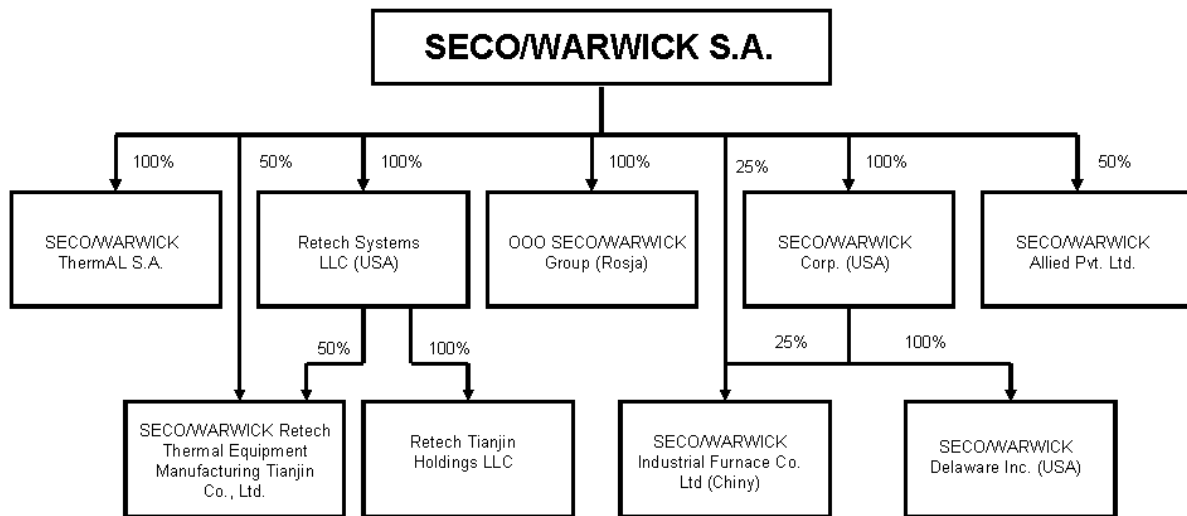 SECO/WARWICK S.A.
100%
50%
100%
100%
25%
100%
50%
SECO/WARWICK
ThermAL S.A.
Retech Systems
LLC (USA)
OOO SECO/WARWICK
Group (Rosja)
SECO/WARWICK
Corp. (USA)
SECO/WARWICK
Allied Pvt. Ltd.
50%
100%
25%
100%
SECO/WARWICK Retech
Thermal Equipment
Manufacturing Tianjin
Co., Ltd.
Retech Tianjin
Holdings LLC
SECO/WARWICK
Industrial Furnace Co.
Ltd (Chiny)
SECO/WARWICK
Delaware Inc. (USA)